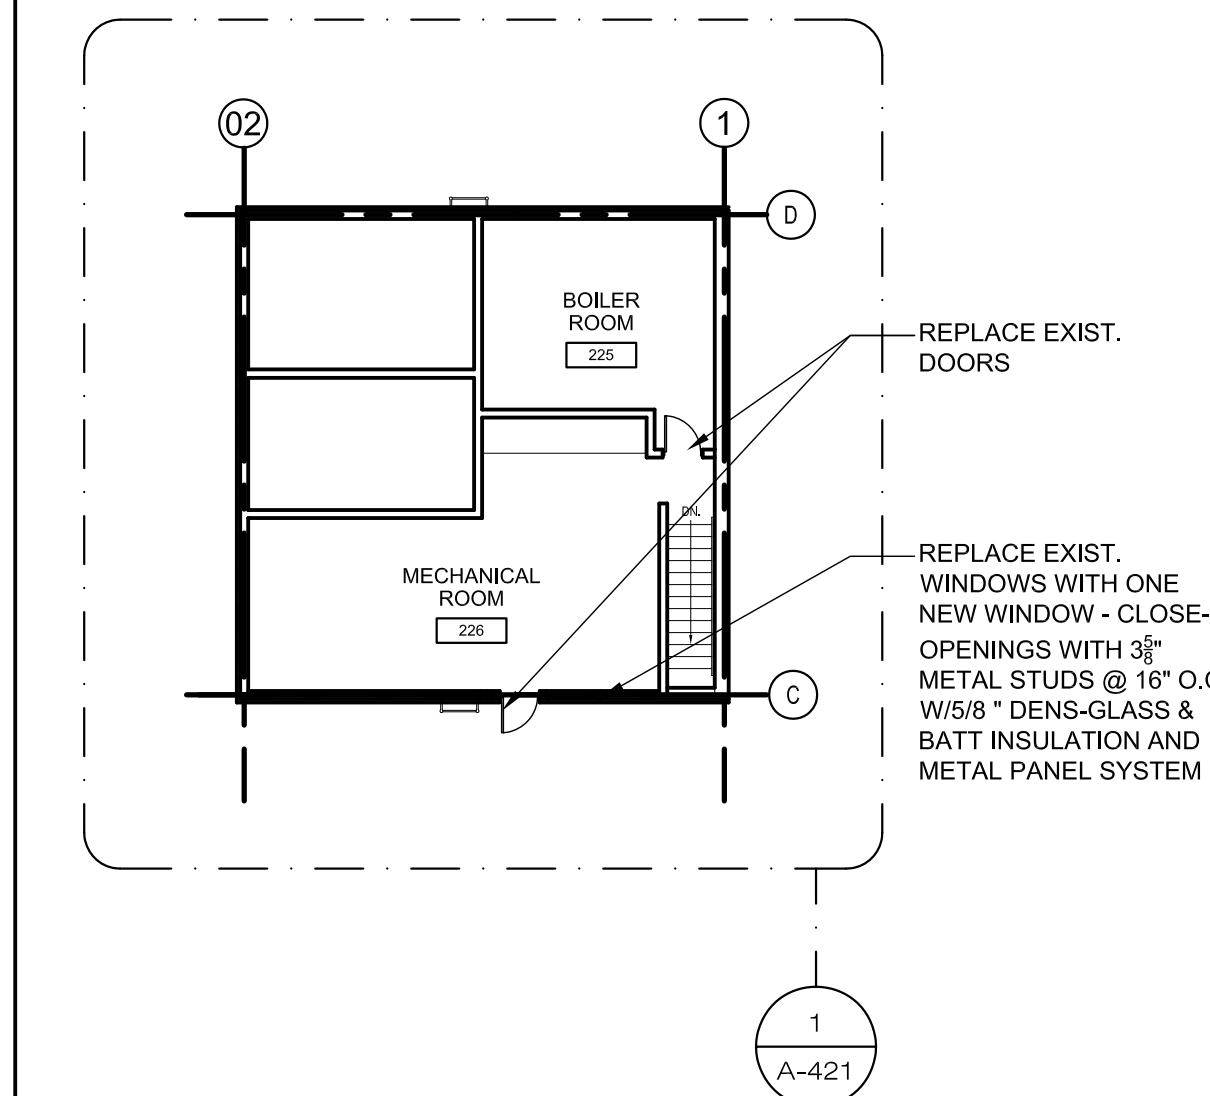 02
1
D
BOILER
ROOM
225
REPLACE EXIST.
DOORS
DN.
MECHANICAL
ROOM
226
REPLACE EXIST.
WINDOWS WITH ONE
NEW WINDOW - CLOSE-
OPENINGS WITH 3⅝"
METAL STUDS @ 16" O.C
W/5/8 " DENS-GLASS &
BATT INSULATION AND
METAL PANEL SYSTEM
C
1
A-421